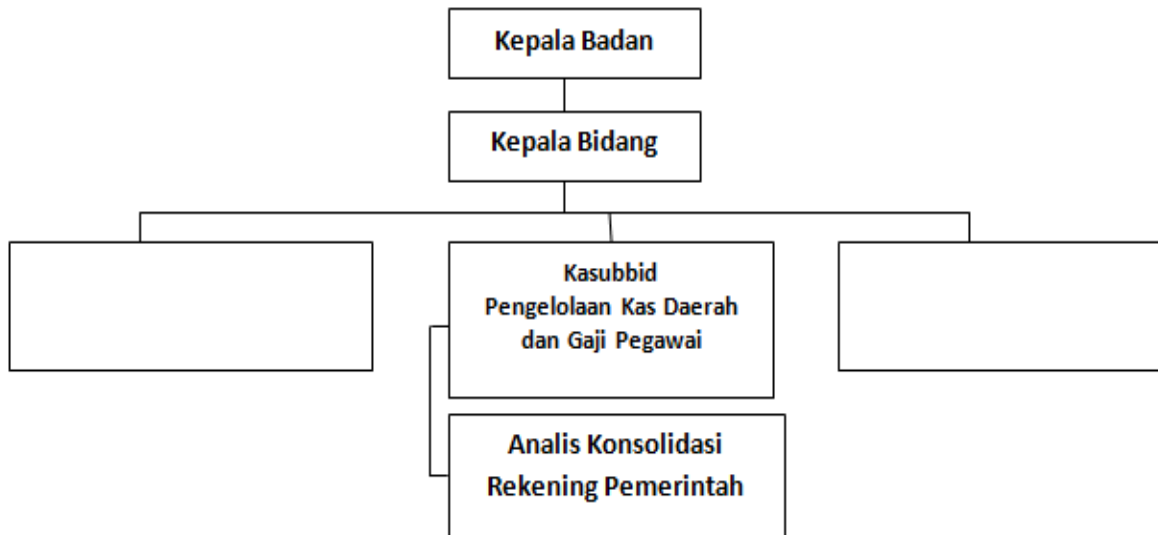 Kepala Badan
Kepala Bidang
Kasubbid
Pengelolaan Kas Daerah
dan Gaji Pegawai
Analis Konsolidasi
Rekening Pemerintah